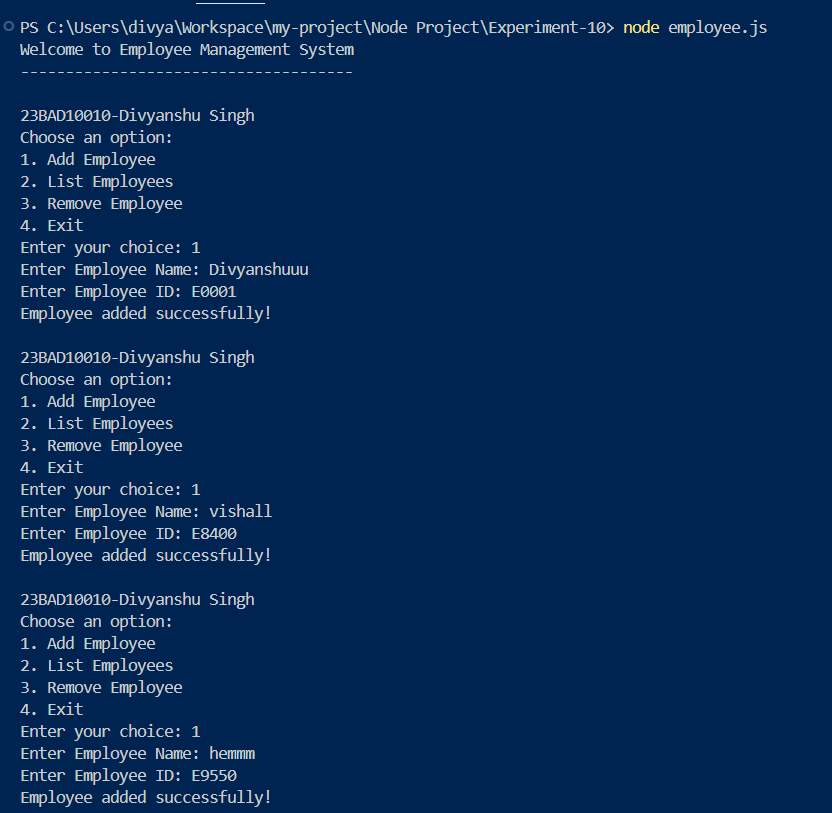 PS C:\Users\divya\Workspace\my-project\Node Project\Experiment-10> node employee.js
Welcome to Employee Management System
-------------------------------------
23BAD10010-Divyanshu Singh
Choose an option:
1. Add Employee
2. List Employees
3. Remove Employee
4. Exit
Enter your choice: 1
Enter Employee Name: Divyanshuuu
Enter Employee ID: E0001
Employee added successfully!
23BAD10010-Divyanshu Singh
Choose an option:
1. Add Employee
2. List Employees
3. Remove Employee
4. Exit
Enter your choice: 1
Enter Employee Name: vishall
Enter Employee ID: E8400
Employee added successfully!
23BAD10010-Divyanshu Singh
Choose an option:
1. Add Employee
2. List Employees
3. Remove Employee
4. Exit
Enter your choice: 1
Enter Employee Name: hemmm
Enter Employee ID: E9550
Employee added successfully!